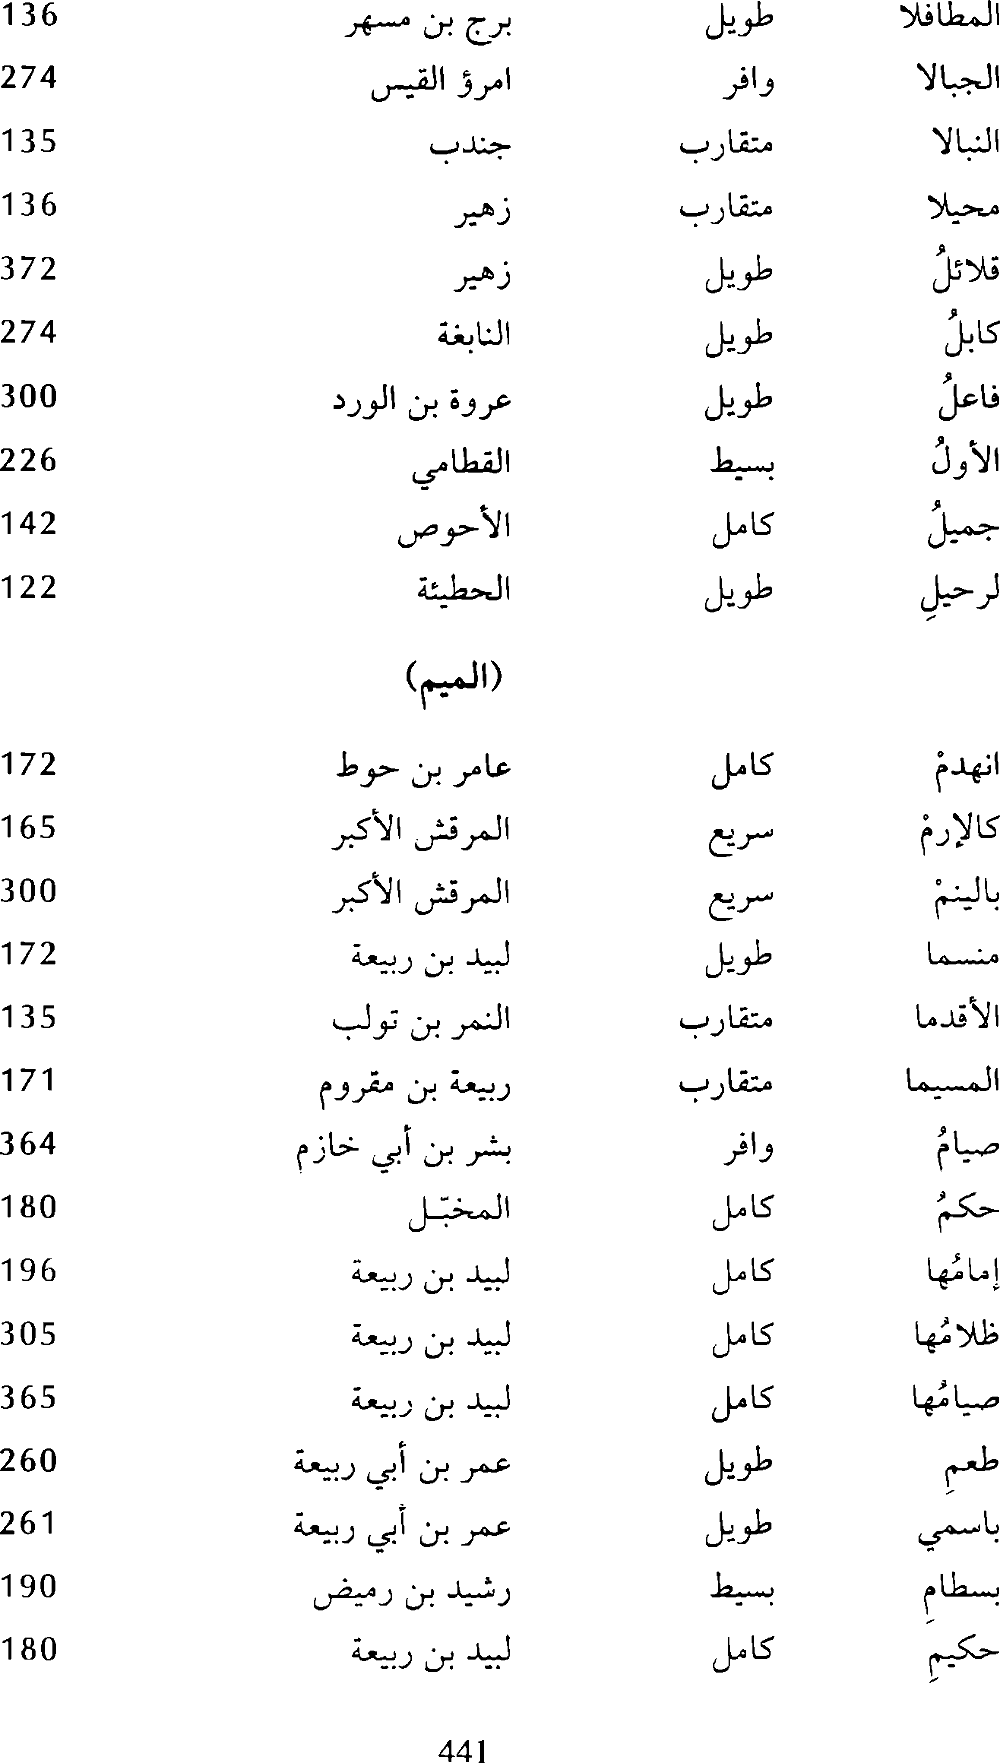 المطافلا طويل برج بن مسهر 136
الجبالا وافر امرؤ القيس 274
النبالا متقارب جندب 135
محيلا متقارب زهير 136
قلائلُ طويل زهير 372
كابلُ طويل النابغة 274
فاعلُ طويل عروة بن الورد 300
الأولُ بسيط القطامي 226
جميلُ كامل الأحوص 142
لرحيلِ طويل الحطيئة 122
(الميم)
انهدمْ كامل عامر بن حوط 172
كالإرمْ سريع المرقش الأكبر 165
بالينمْ سريع المرقش الأكبر 300
منسما طويل لبيد بن ربيعة 172
الأقدما متقارب النمر بن تولب 135
المسيما متقارب ربيعة بن مقروم 171
صيامُ وافر بشر بن أبي خازم 364
حكمُ كامل المخبّـل 180
إمامُها كامل لبيد بن ربيعة 196
ظلامُها كامل لبيد بن ربيعة 305
صيامُها كامل لبيد بن ربيعة 365
طعمِ طويل عمر بن أبي ربيعة 260
باسمي طويل عمر بن أبي ربيعة 261
بسطامِ بسيط رشيد بن رميض 190
حكيمِ كامل لبيد بن ربيعة 180
441